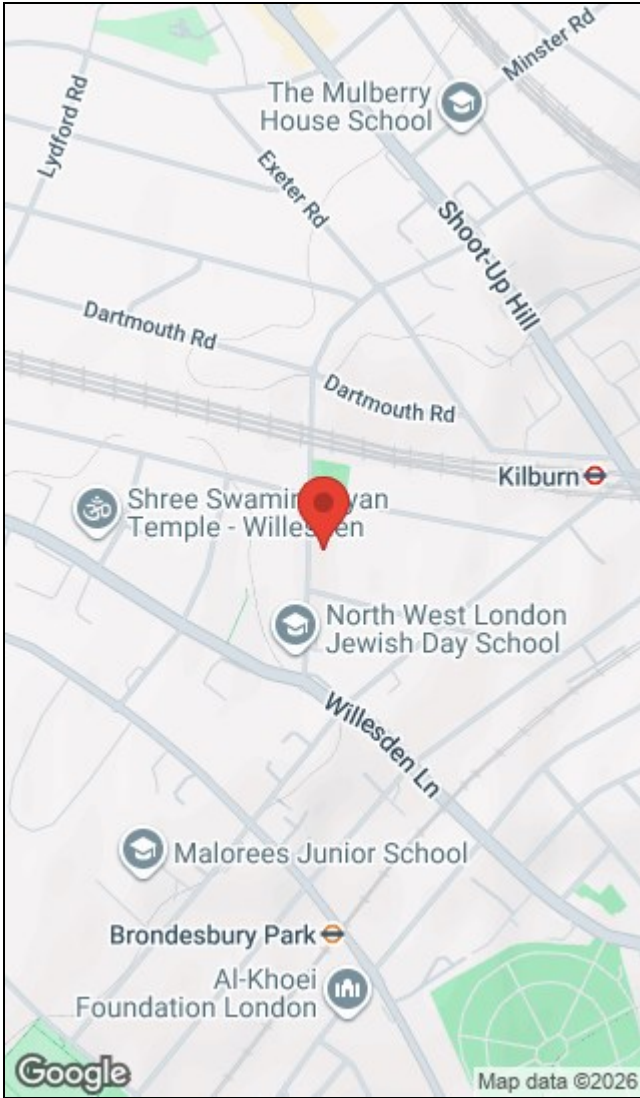 Minster Rd
The Mulberry
House School
Lydford Rd
Exeter Rd
Shoot-Up Hill
Dartmouth Rd
Dartmouth Rd
Kilburn
Shree Swamin yan
Temple - Willes en
North West London
Jewish Day School
Willesden Ln
Malorees Junior School
Brondesbury Park
Al-Khoei
Foundation London
Google
Map data ©2026